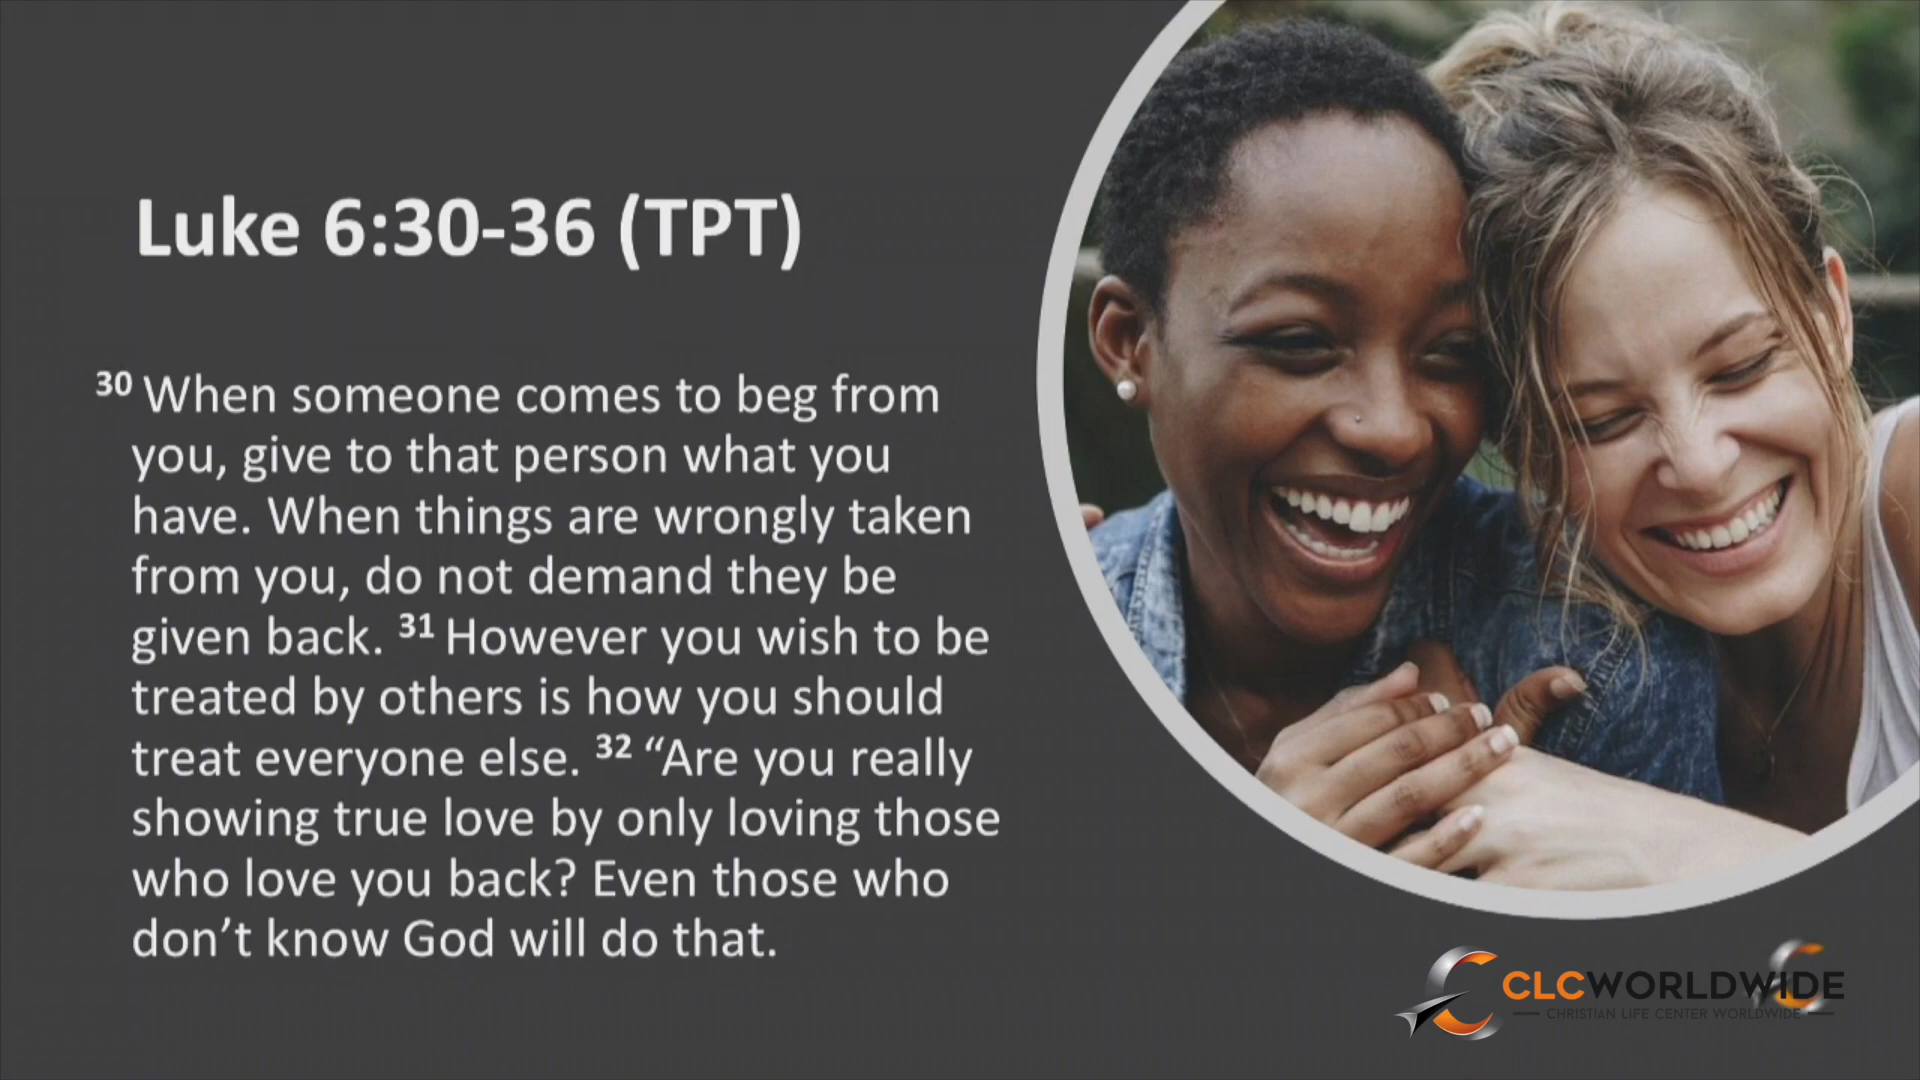 Luke 6:30-36 (TPT)
30 When someone comes to beg from
you, give to that person what you
have. When things are wrongly taken
from you, do not demand they be
given back. 31 However you wish to be
treated by others is how you should
treat everyone else. 32 “Are you really
showing true love by only loving those
who love you back? Even those who
don’t know God will do that.
CLCWORLDWIDE
CHRISTIAN LIFE CENTER WORLDWIDE